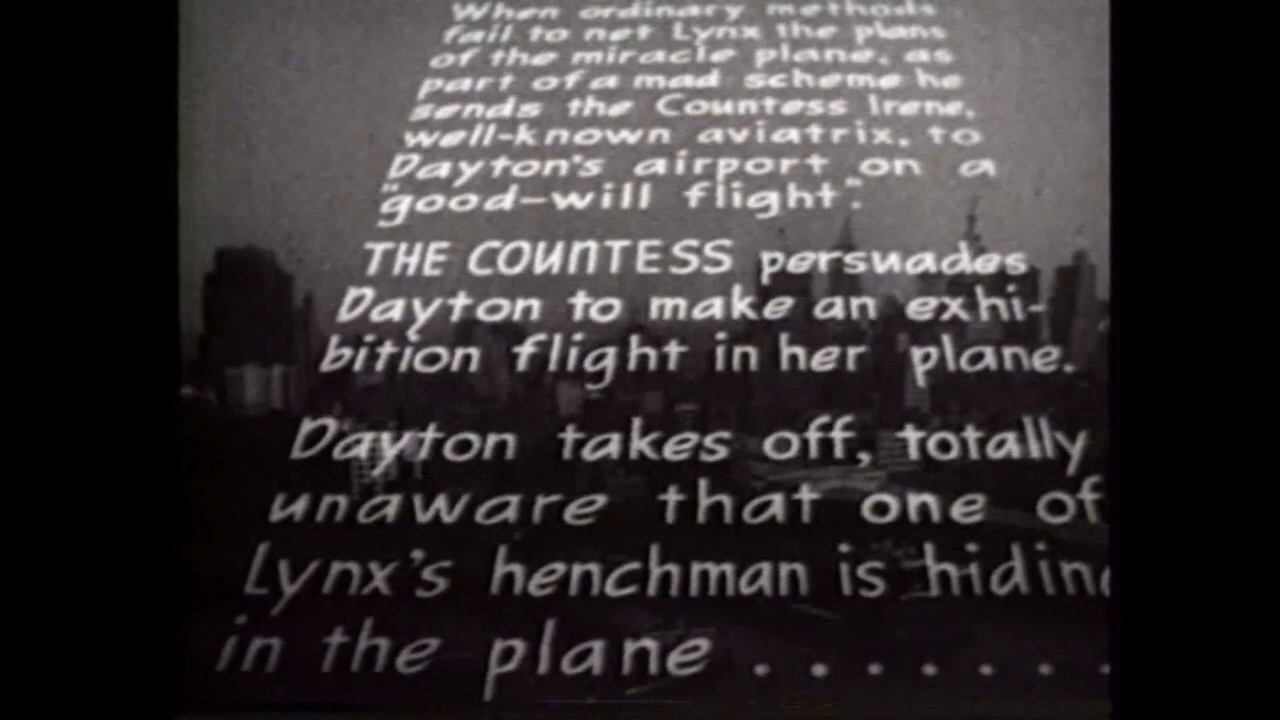 When ordinary methods
fail to net Lynx the plans
of the miracle plane, as
part of a mad scheme he
sends the Countess Irene,
well-known aviatrix, to
Dayton's airport on a
"good-will flight".
THE COUNTESS persuades
Dayton to make an exhi-
bition flight in her plane.
Dayton takes off, totally
unaware that one of
Lynx's henchman is hiding
in the plane . . . . . . . .